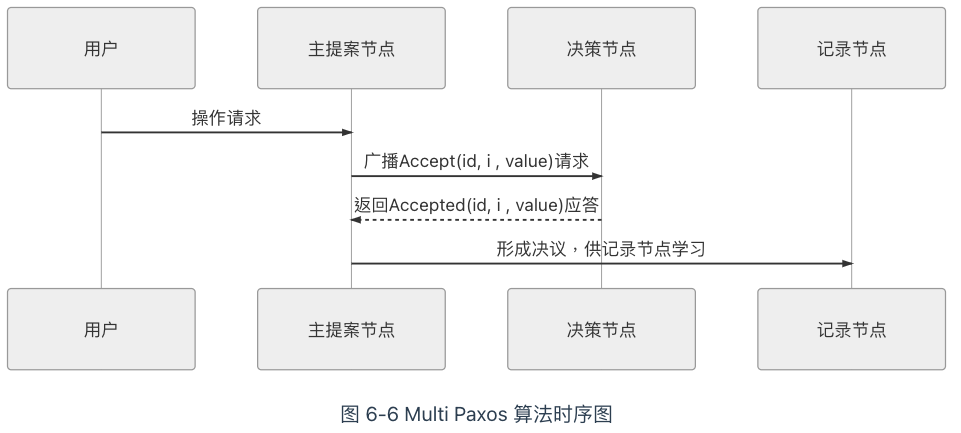 用户
主提案节点
决策节点
记录节点
操作请求
广播Accept(id, i , value)请求
返回Accepted(id, i , value)应答
形成决议，供记录节点学习
用户
主提案节点
决策节点
记录节点
图 6-6 Multi Paxos 算法时序图